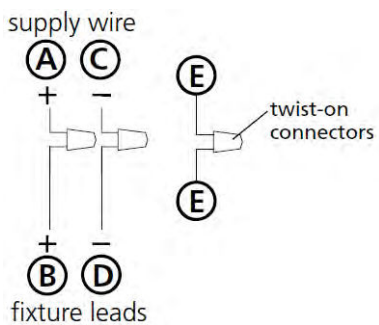 supply wire
A C E
+ −
twist-on
connectors
E
+ −
B D
fixture leads